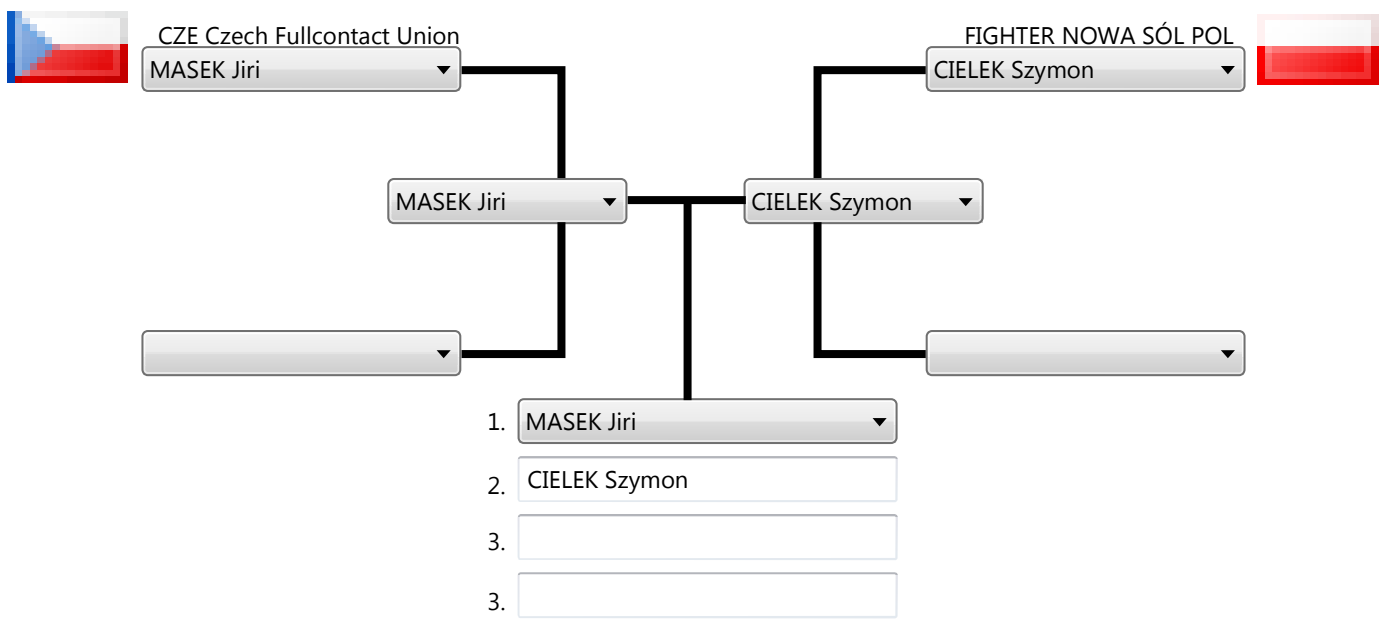 CZE Czech Fullcontact Union
FIGHTER NOWA SÓL POL
MASEK Jiri
CIELEK Szymon
MASEK Jiri
CIELEK Szymon
1. MASEK Jiri
2. CIELEK Szymon
3.
3.